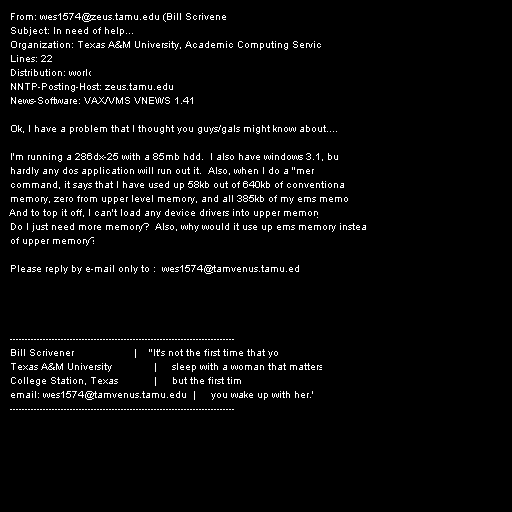 From: wes1574@zeus.tamu.edu (Bill Scrivene
Subject: In need of help...
Organization: Texas A&M University, Academic Computing Servic
Lines: 22
Distribution: world
NNTP-Posting-Host: zeus.tamu.edu
News-Software: VAX/VMS VNEWS 1.41
Ok, I have a problem that I thought you guys/gals might know about....
I'm running a 286dx-25 with a 85mb hdd.  I also have windows 3.1, bu
hardly any dos application will run out it.  Also, when I do a "mer
command, it says that I have used up 58kb out of 640kb of conventiona
memory, zero from upper level memory, and all 385kb of my ems memo
And to top it off, I can't load any device drivers into upper memory
Do I just need more memory?  Also, why would it use up ems memory instea
of upper memory?
Please reply by e-mail only to :  wes1574@tamvenus.tamu.ed
---------------------------------------------------------------------------
Bill Scrivener | "It's not the first time that yo
Texas A&M University | sleep with a woman that matters
College Station, Texas | but the first tim
email: wes1574@tamvenus.tamu.edu | you wake up with her."
---------------------------------------------------------------------------